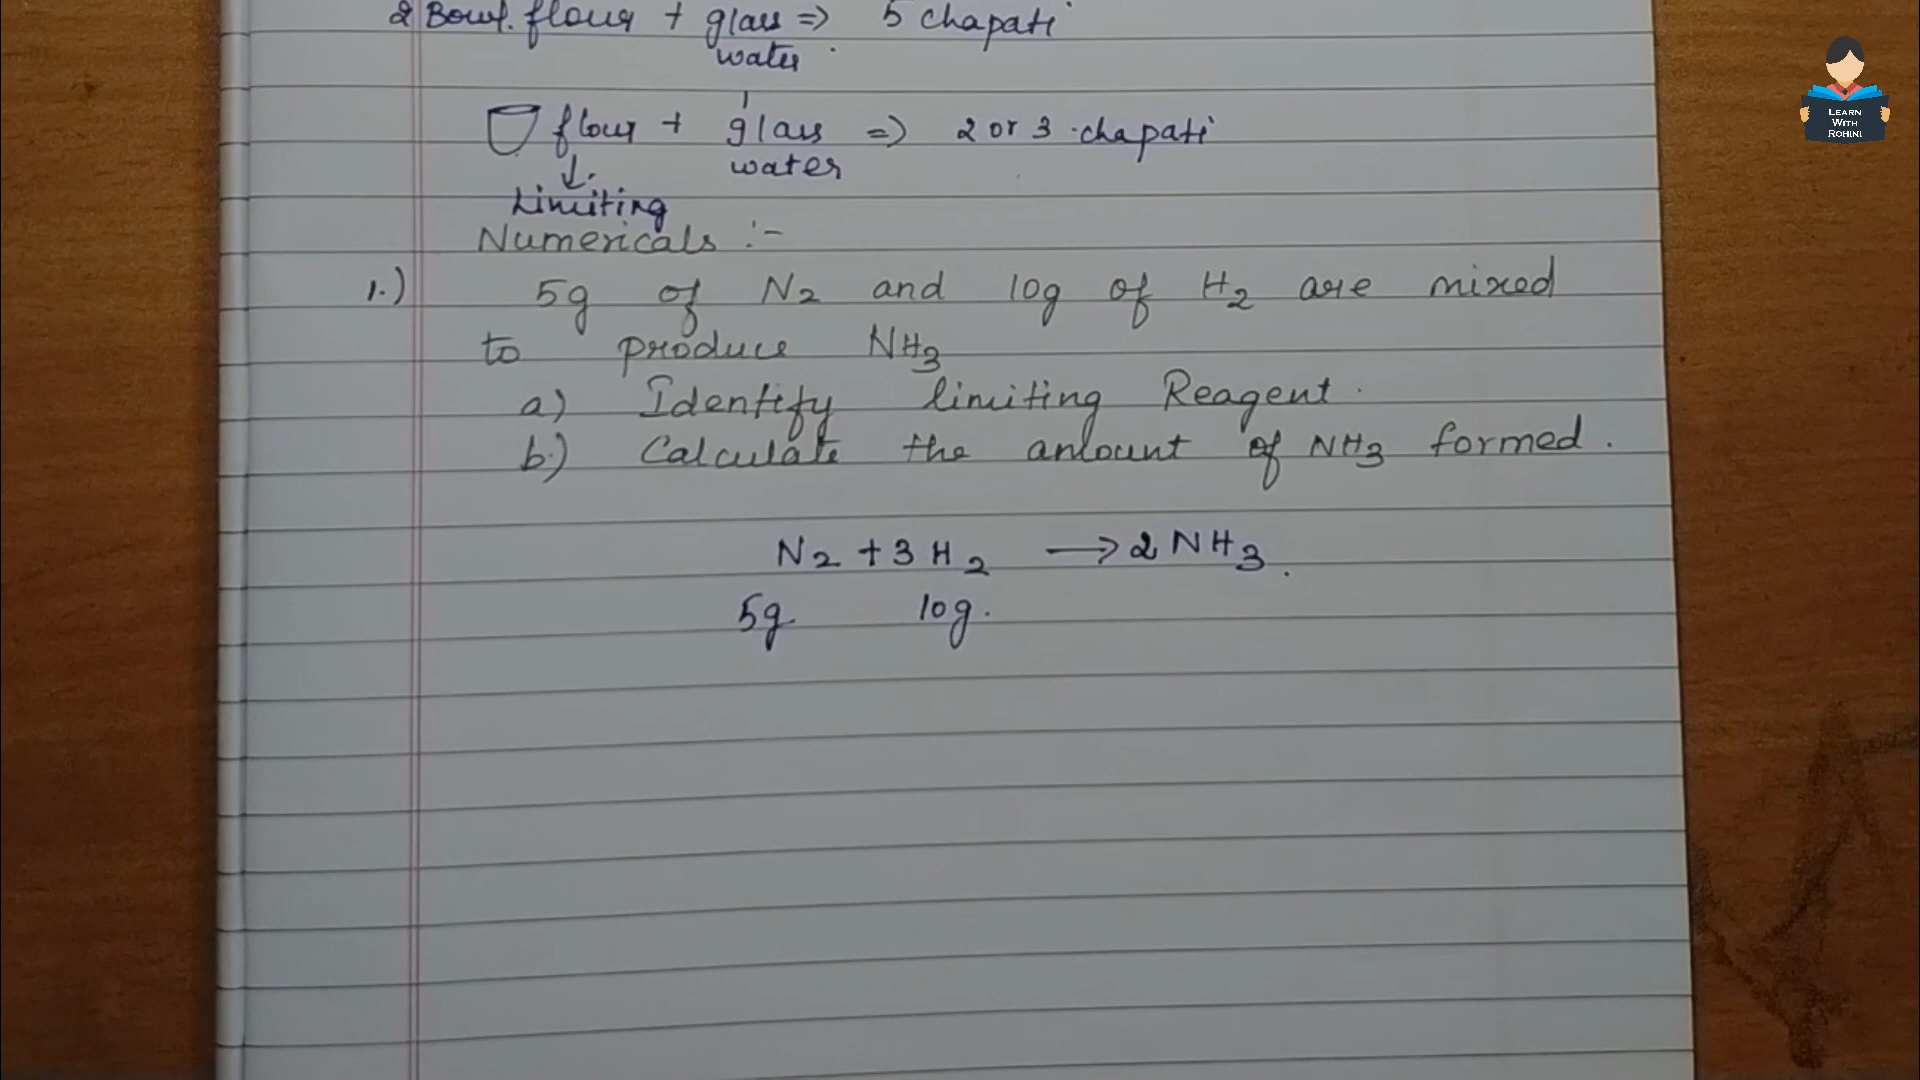 2 Bowl. flour + glass => 5 chapati
water
flour + 1 glass => 2 or 3 chapati
water
Limiting
Numericals :-
1.) 5g of N2 and 10g of H2 are mixed
to produce NH3
a) Identify limiting Reagent.
b.) Calculate the amount of NH3 formed.
N2 + 3H2 → 2NH3.
5g 10g.
LEARN
WITH
ROHINI